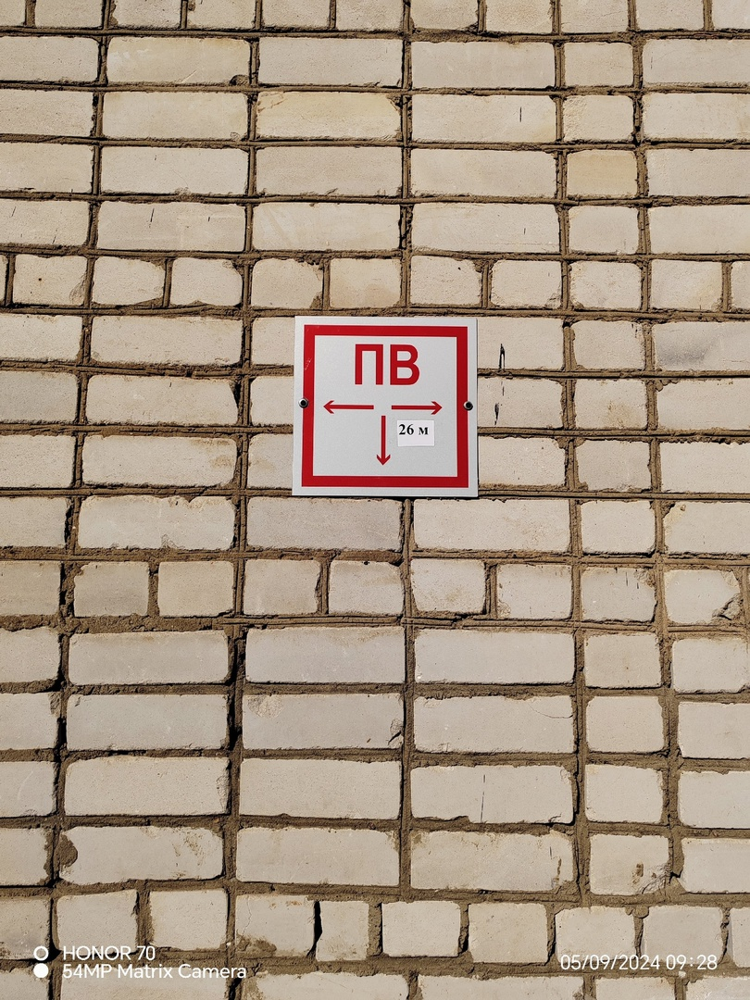 ПВ
26 м
HONOR 70
54MP Matrix Camera
05/09/2024 09:28